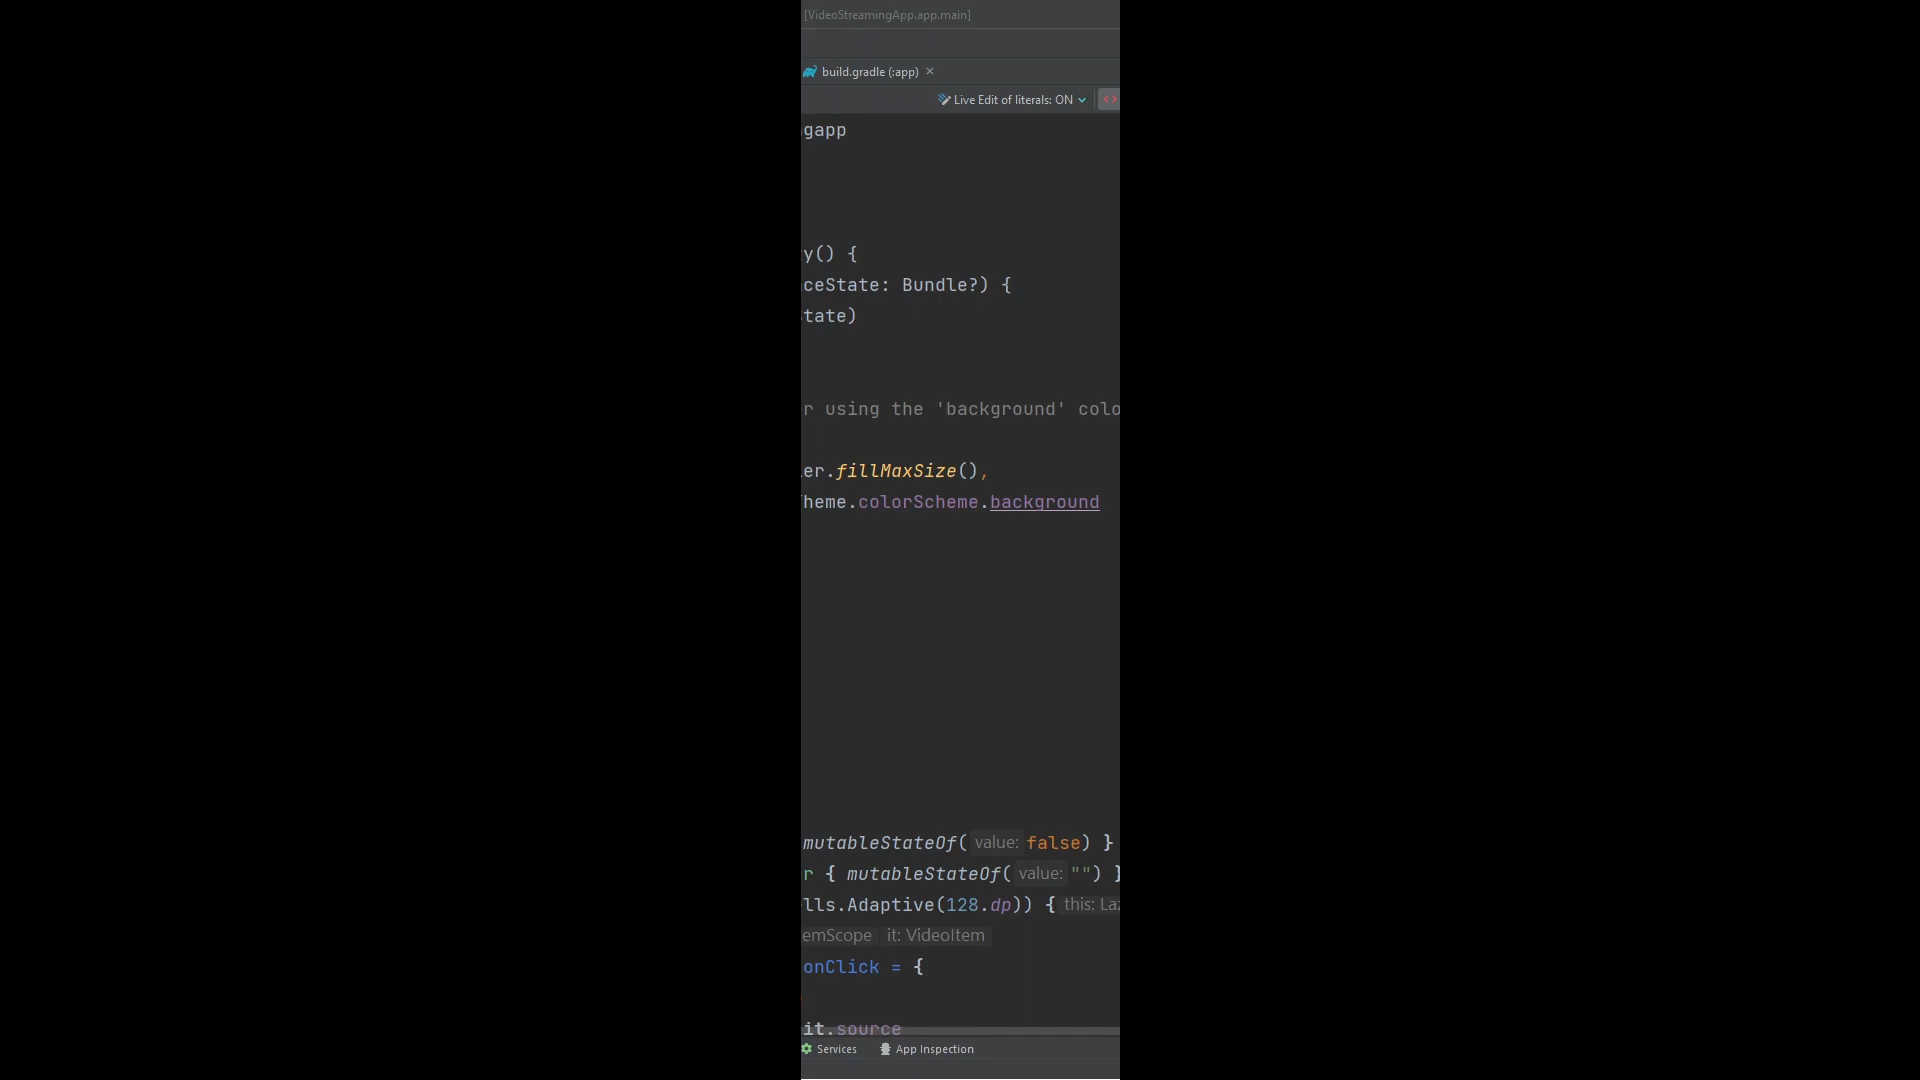 [VideoStreamingApp.app.main]
build.gradle (:app)
Live Edit of literals: ON
gapp
y() {
ceState: Bundle?) {
tate)
r using the 'background' colo
er.fillMaxSize(),
heme.colorScheme.background
mutableStateOf( value: false) }
r { mutableStateOf( value: "") }
lls.Adaptive(128.dp)) { this: Laz
emScope it: VideoItem
onClick = {
it.source
Services App Inspection